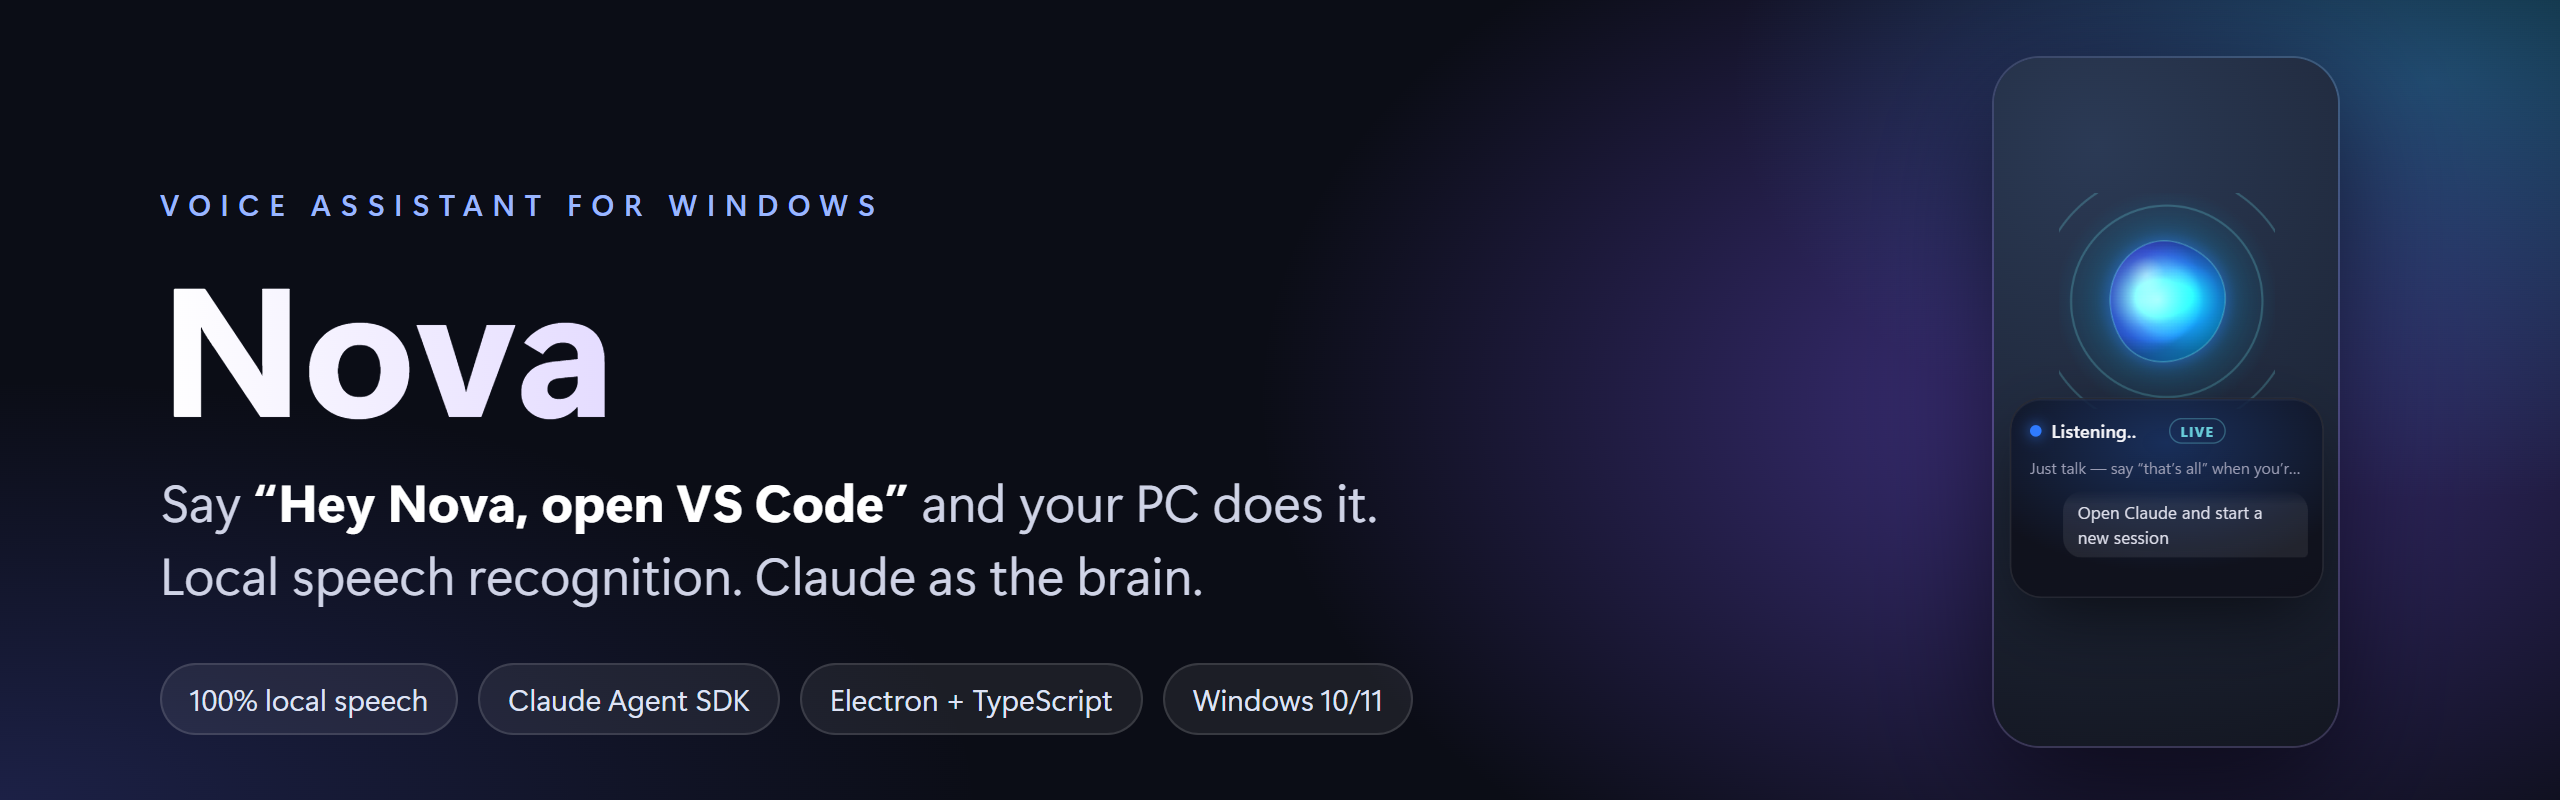 VOICE ASSISTANT FOR WINDOWS
Nova
Say “Hey Nova, open VS Code” and your PC does it.
Local speech recognition. Claude as the brain.
100% local speech
Claude Agent SDK
Electron + TypeScript
Windows 10/11
Listening..
LIVE
Just talk — say “that’s all” when you’r...
Open Claude and start a
new session